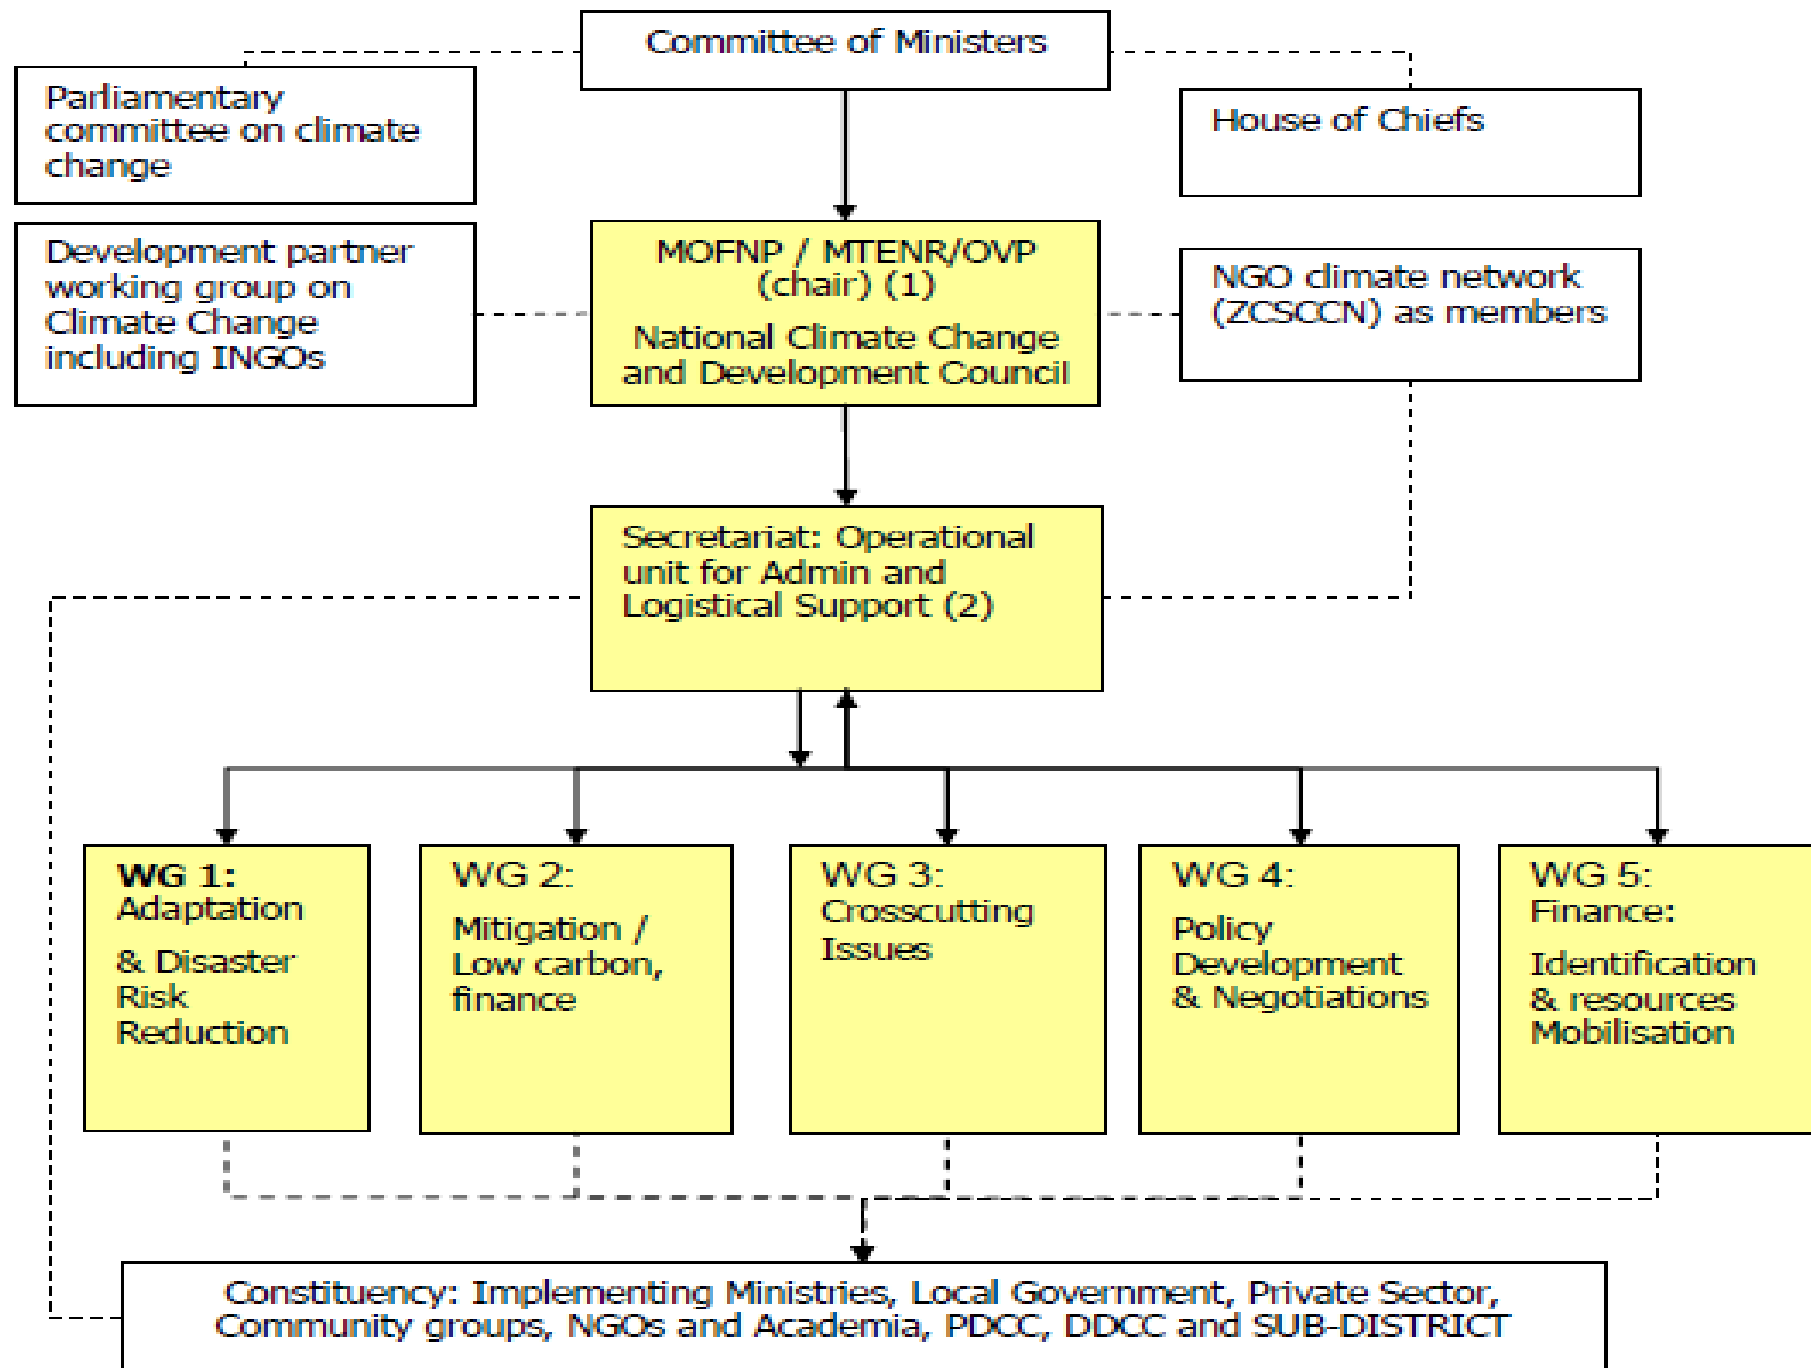 Committee of Ministers
Parliamentary
committee on climate
change
House of Chiefs
Development partner
working group on
Climate Change
including INGOs
MOFNP / MTENR/OVP
(chair) (1)
National Climate Change
and Development Council
NGO climate network
(ZCSCCN) as members
Secretariat: Operational
unit for Admin and
Logistical Support (2)
WG 1:
Adaptation
& Disaster
Risk
Reduction
WG 2:
Mitigation /
Low carbon,
finance
WG 3:
Crosscutting
Issues
WG 4:
Policy
Development
& Negotiations
WG 5:
Finance:
Identification
& resources
Mobilisation
Constituency: Implementing Ministries, Local Government, Private Sector,
Community groups, NGOs and Academia, PDCC, DDCC and SUB-DISTRICT